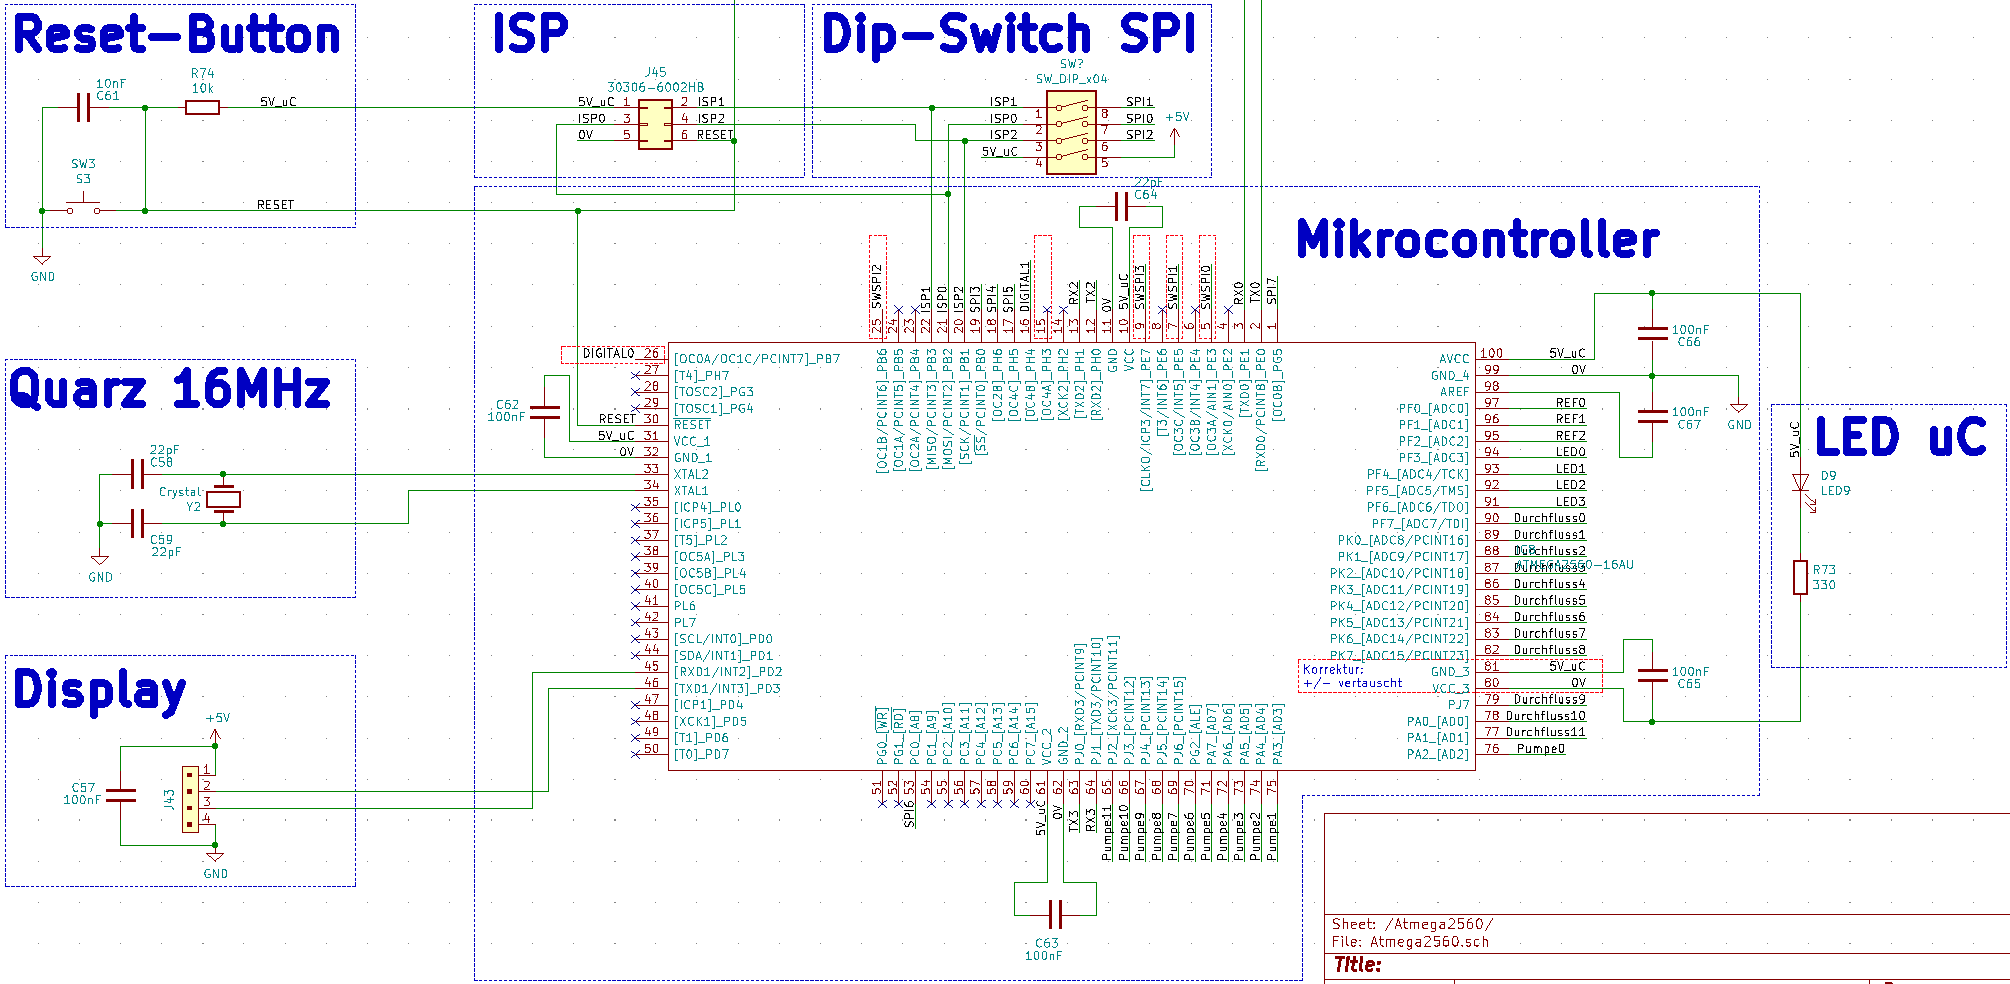 Reset-Button
10nF
C61
R74
10k
5V_uC
SW3
S3
RESET
GND
ISP
J45
30306-6002HB
5V_uC 1 2 ISP1
ISP0 3 4 ISP2
0V 5 6 RESET
Dip-Switch SPI
SW?
SW_DIP_x04
ISP1 1 8 SPI1
ISP0 2 7 SPI0
ISP2 3 6 SPI2
5V_uC 4 5
+5V
Mikrocontroller
22pF
C64
25 SWSPI2
24
23
22 ISP1
21 ISP0
20 ISP2
19 SPI3
18 SPI4
17 SPI5
16 DIGITAL1
15
14
13 RX2
12 TX2
11 0V
10 5V_uC
9 SWSPI3
8
7 SWSPI1
6
5 SWSPI0
4
3 RX0
2 TX0
1 SPI7
[OC1B/PCINT6]_PB6
[OC1A/PCINT5]_PB5
[OC2A/PCINT4]_PB4
[MISO/PCINT3]_PB3
[MOSI/PCINT2]_PB2
[SCK/PCINT1]_PB1
[SS/PCINT0]_PB0
[OC2B]_PH6
[OC4C]_PH5
[OC4B]_PH4
[OC4A]_PH3
[XCK2]_PH2
[TXD2]_PH1
[RXD2]_PH0
GND
VCC
[CLKO/ICP3/INT7]_PE7
[T3/INT6]_PE6
[OC3C/INT5]_PE5
[OC3B/INT4]_PE4
[OC3A/AIN1]_PE3
[XCK0/AIN0]_PE2
[TXD0]_PE1
[RXD0/PCINT8]_PE0
[OC0B]_PG5
DIGITAL0 26 [OC0A/OC1C/PCINT7]_PB7
27 [T4]_PH7
28 [TOSC2]_PG3
29 [TOSC1]_PG4
RESET 30 RESET
5V_uC 31 VCC_1
0V 32 GND_1
33 XTAL2
34 XTAL1
35 [ICP4]_PL0
36 [ICP5]_PL1
37 [T5]_PL2
38 [OC5A]_PL3
39 [OC5B]_PL4
40 [OC5C]_PL5
41 PL6
42 PL7
43 [SCL/INT0]_PD0
44 [SDA/INT1]_PD1
45 [RXD1/INT2]_PD2
46 [TXD1/INT3]_PD3
47 [ICP1]_PD4
48 [XCK1]_PD5
49 [T1]_PD6
50 [T0]_PD7
C62
100nF
AVCC 100 5V_uC
GND_4 99 0V
AREF 98
PF0_[ADC0] 97 REF0
PF1_[ADC1] 96 REF1
PF2_[ADC2] 95 REF2
PF3_[ADC3] 94 LED0
PF4_[ADC4/TCK] 93 LED1
PF5_[ADC5/TMS] 92 LED2
PF6_[ADC6/TDO] 91 LED3
PF7_[ADC7/TDI] 90 Durchfluss0
PK0_[ADC8/PCINT16] 89 Durchfluss1
PK1_[ADC9/PCINT17] 88 Durchfluss2
PK2_[ADC10/PCINT18] 87 Durchfluss3
ATMEGA2560-16AU
PK3_[ADC11/PCINT19] 86 Durchfluss4
PK4_[ADC12/PCINT20] 85 Durchfluss5
PK5_[ADC13/PCINT21] 84 Durchfluss6
PK6_[ADC14/PCINT22] 83 Durchfluss7
PK7_[ADC15/PCINT23] 82 Durchfluss8
GND_3 81 5V_uC
VCC_3 80 0V
PJ7 79 Durchfluss9
PA0_[AD0] 78 Durchfluss10
PA1_[AD1] 77 Durchfluss11
PA2_[AD2] 76 Pumpe0
Korrektur:
+/- vertauscht
100nF
C66
100nF
C67
GND
100nF
C65
PG0_[WR]
PG1_[RD]
PC0_[A8]
PC1_[A9]
PC2_[A10]
PC3_[A11]
PC4_[A12]
PC5_[A13]
PC6_[A14]
PC7_[A15]
VCC_2
GND_2
PJ0_[RXD3/PCINT9]
PJ1_[TXD3/PCINT10]
PJ2_[XCK3/PCINT11]
PJ3_[PCINT12]
PJ4_[PCINT13]
PJ5_[PCINT14]
PJ6_[PCINT15]
PG2_[ALE]
PA7_[AD7]
PA6_[AD6]
PA5_[AD5]
PA4_[AD4]
PA3_[AD3]
51
52
53 SPI6
54
55
56
57
58
59
60
61 5V_uC
62 0V
63 TX3
64 RX3
65 Pumpe11
66 Pumpe10
67 Pumpe9
68 Pumpe8
69 Pumpe7
70 Pumpe6
71 Pumpe5
72 Pumpe4
73 Pumpe3
74 Pumpe2
75 Pumpe1
C63
100nF
Quarz 16MHz
22pF
C58
Crystal
Y2
C59
22pF
GND
Display
+5V
C57
100nF
J43
1
2
3
4
GND
LED uC
5V_uC
D9
LED9
R73
330
Sheet: /Atmega2560/
File: Atmega2560.sch
Title: